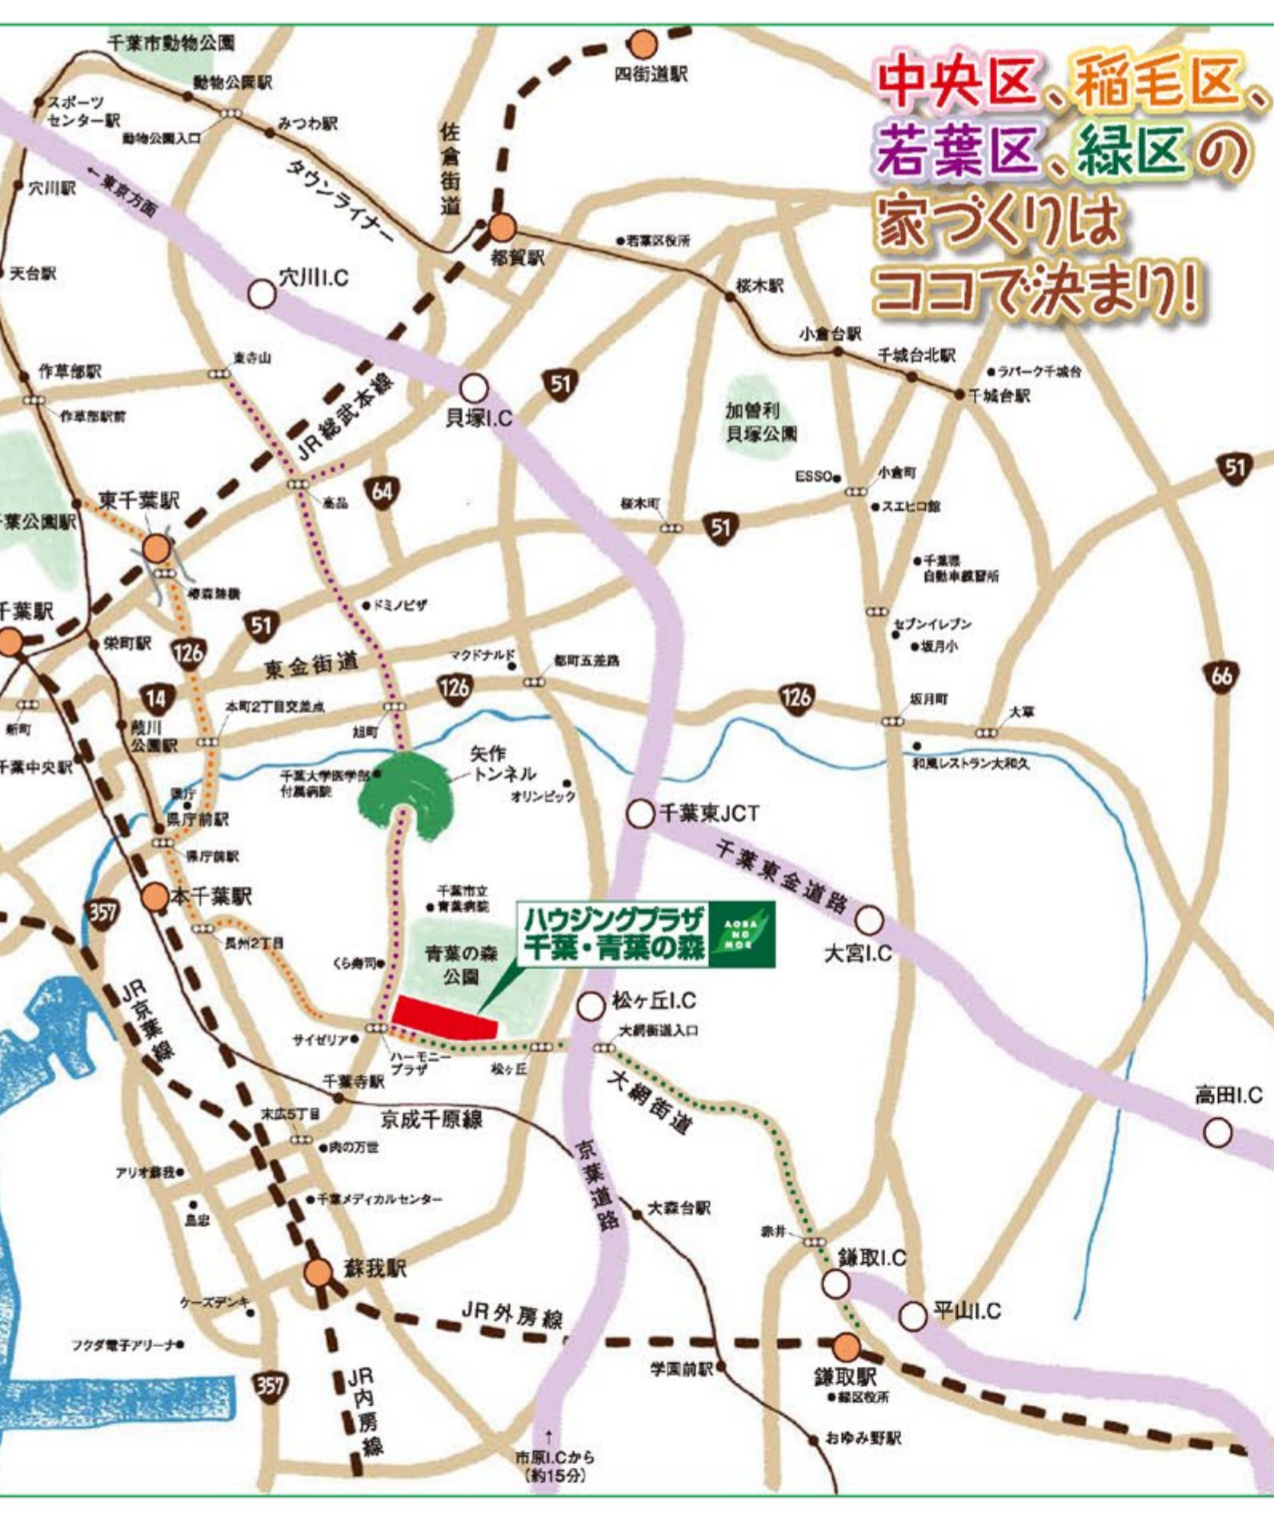 中央区、稲毛区、
若葉区、緑区の
家づくりは
ココで決まり!
千葉市動物公園
動物公園駅
スポーツ
センター駅
動物公園入口
みつわ駅
四街道駅
佐倉街道
タウンライナー
←東京方面
穴川駅
天台駅
穴川I.C
都賀駅
若葉区役所
桜木駅
小倉台駅
千城台北駅
ラパーク千城台
千城台駅
東寺山
作草部駅
作草部駅前
JR総武本線
貝塚I.C
51
加曽利
貝塚公園
ESSO
小倉町
スエヒロ館
51
64
高品
桜木町
51
東千葉駅
葉公園駅
椿森陸橋
千葉県
自動車練習所
ドミノピザ
セブンイレブン
坂月小
千葉駅
栄町駅
51
126
東金街道
マクドナルド
都町五差路
126
126
66
14
本町2丁目交差点
旭町
坂月町
大草
新町
葭川
公園駅
千葉中央駅
和風レストラン大和久
千葉大学医学部
付属病院
矢作
トンネル
オリンピック
県庁
県庁前駅
県庁前駅
千葉東JCT
千葉東金道路
大宮I.C
本千葉駅
357
長州2丁目
千葉市立
青葉病院
ハウジングプラザ
千葉・青葉の森
AOBA
NO
MORI
青葉の森
公園
くら寿司
松ヶ丘I.C
大網街道入口
JR京葉線
サイゼリア
ハーモニー
プラザ
松ヶ丘
大網街道
高田I.C
千葉寺駅
京成千原線
末広5丁目
肉の万世
京葉道路
アリオ蘇我
島忠
千葉メディカルセンター
大森台駅
赤井
鎌取I.C
平山I.C
蘇我駅
ケーズデンキ
JR外房線
フクダ電子アリーナ
学園前駅
鎌取駅
緑区役所
357
JR内房線
おゆみ野駅
↑
市原I.Cから
(約15分)